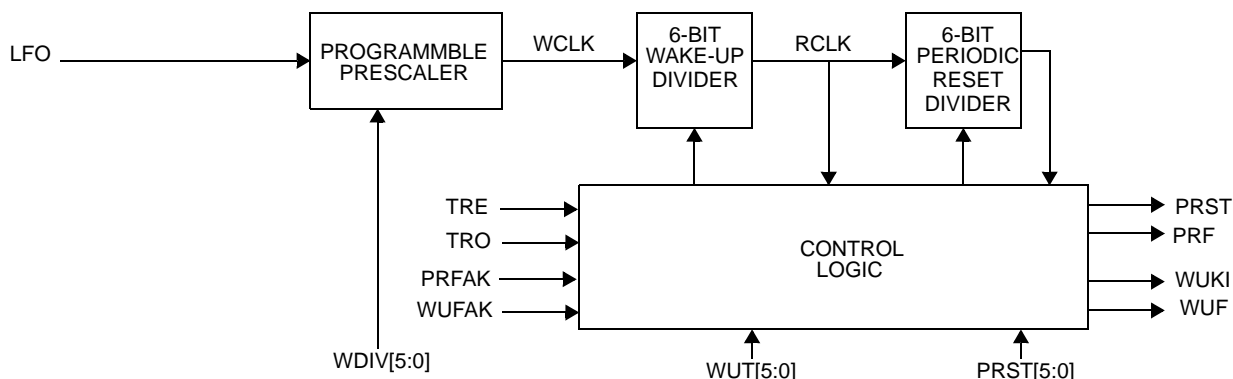 LFO
PROGRAMMBLE
PRESCALER
WCLK
6-BIT
WAKE-UP
DIVIDER
RCLK
6-BIT
PERIODIC
RESET
DIVIDER
TRE
TRO
PRFAK
WUFAK
CONTROL
LOGIC
PRST
PRF
WUKI
WUF
WDIV[5:0]
WUT[5:0]
PRST[5:0]